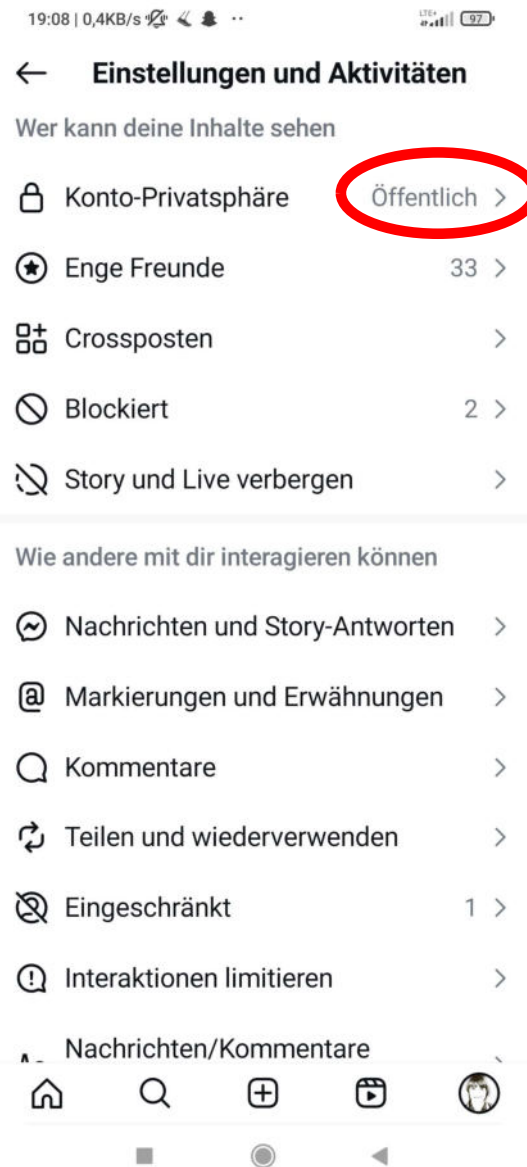 19:08 | 0,4KB/s
LTE+
97
Einstellungen und Aktivitäten
Wer kann deine Inhalte sehen
Konto-Privatsphäre Öffentlich
Enge Freunde 33
Crossposten
Blockiert 2
Story und Live verbergen
Wie andere mit dir interagieren können
Nachrichten und Story-Antworten
Markierungen und Erwähnungen
Kommentare
Teilen und wiederverwenden
Eingeschränkt 1
Interaktionen limitieren
Nachrichten/Kommentare